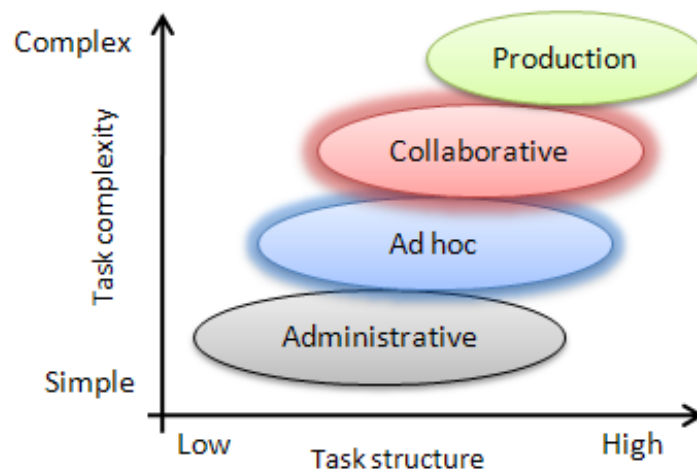 Complex
Production
Collaborative
Task complexity
Ad hoc
Administrative
Simple
Low
Task structure
High